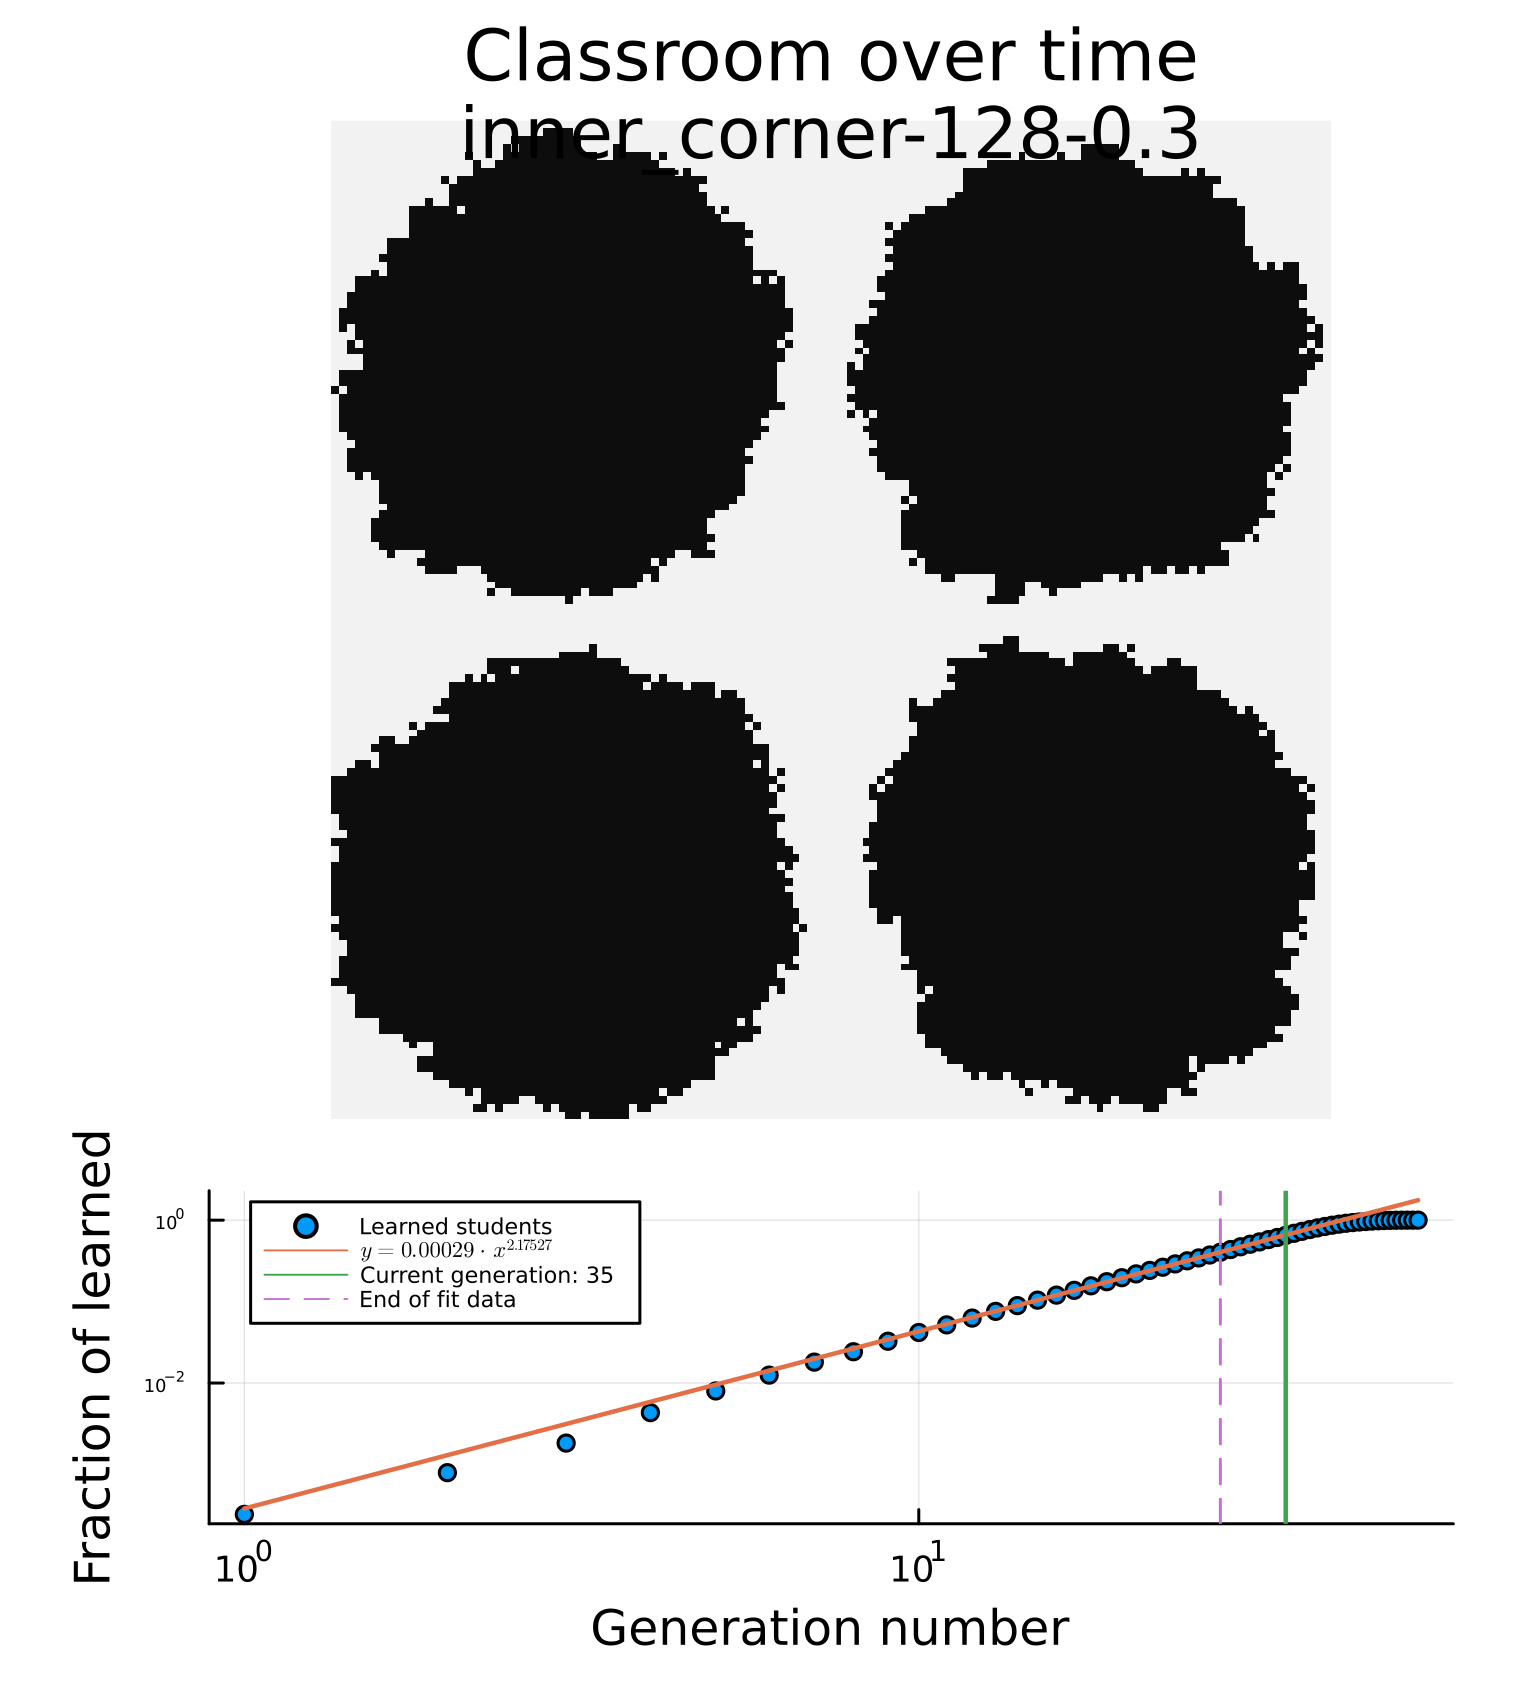 Classroom over time
inner_corner-128-0.3
Fraction of learned
10^0
10^-2
Learned students
y = 0.00029 · x^2.17527
Current generation: 35
End of fit data
10^0
10^1
Generation number